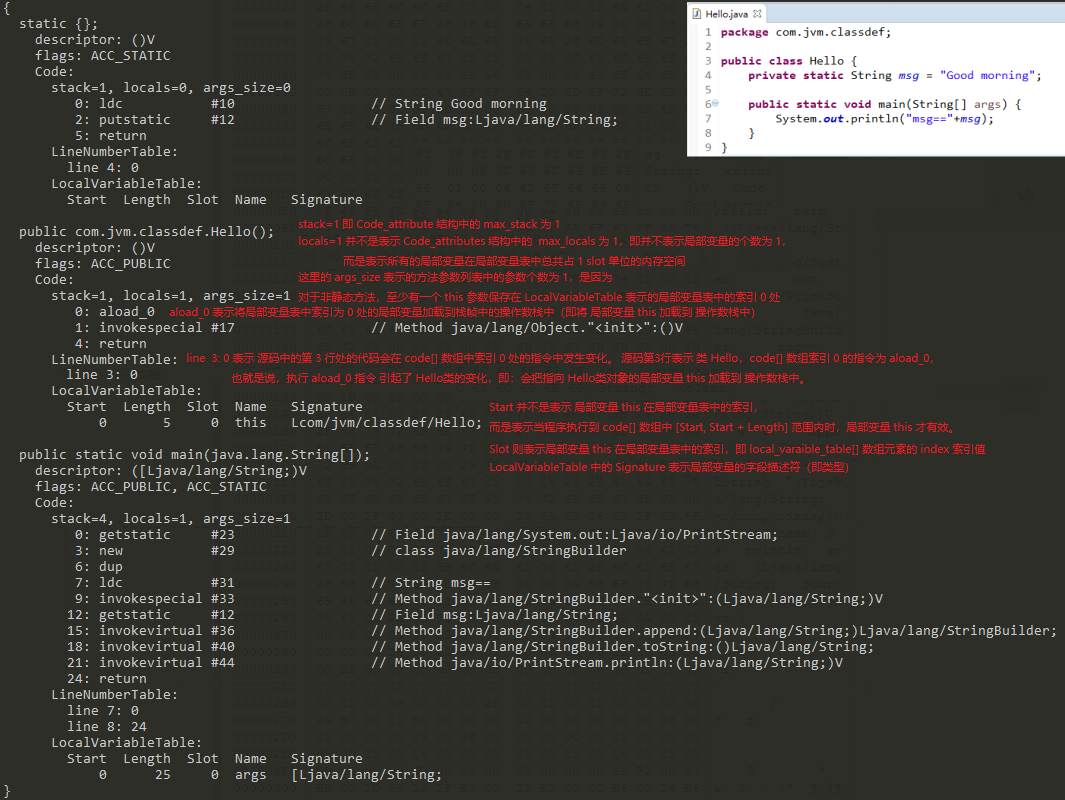 {
static {};
descriptor: ()V
flags: ACC_STATIC
Code:
stack=1, locals=0, args_size=0
0: ldc #10 // String Good morning
2: putstatic #12 // Field msg:Ljava/lang/String;
5: return
LineNumberTable:
line 4: 0
LocalVariableTable:
Start Length Slot Name Signature
Hello.java
1 package com.jvm.classdef;
2
3 public class Hello {
4 private static String msg = "Good morning";
5
6 public static void main(String[] args) {
7 System.out.println("msg=="+msg);
8 }
9 }
public com.jvm.classdef.Hello();
descriptor: ()V
flags: ACC_PUBLIC
Code:
stack=1, locals=1, args_size=1
stack=1 即 Code_attribute 结构中的 max_stack 为 1
locals=1 并不是表示 Code_attributes 结构中的 max_locals 为 1，即并不表示局部变量的个数为 1，
而是表示所有的局部变量在局部变量表中总共占 1 slot 单位的内存空间
这里的 args_size 表示的方法参数列表中的参数个数为 1，是因为
对于非静态方法，至少有一个 this 参数保存在 LocalVariableTable 表示的局部变量表中的索引 0 处
0: aload_0 aload_0 表示将局部变量表中索引为 0 处的局部变量加载到栈帧中的操作数栈中（即将 局部变量 this 加载到 操作数栈中）
1: invokespecial #17 // Method java/lang/Object."<init>":()V
4: return
LineNumberTable: line 3: 0 表示 源码中的第 3 行处的代码会在 code[] 数组中索引 0 处的指令中发生变化。 源码第3行表示 类 Hello，code[] 数组索引 0 的指令为 aload_0，
line 3: 0 也就是说，执行 aload_0 指令 引起了 Hello类的变化，即：会把指向 Hello类对象的局部变量 this 加载到 操作数栈中。
LocalVariableTable:
Start Length Slot Name Signature
0 5 0 this Lcom/jvm/classdef/Hello;
Start 并不是表示 局部变量 this 在局部变量表中的索引，
而是表示当程序执行到 code[] 数组中 [Start, Start + Length] 范围内时，局部变量 this 才有效。
Slot 则表示局部变量 this 在局部变量表中的索引，即 local_varaible_table[] 数组元素的 index 索引值
LocalVariableTable 中的 Signature 表示局部变量的字段描述符（即类型）
public static void main(java.lang.String[]);
descriptor: ([Ljava/lang/String;)V
flags: ACC_PUBLIC, ACC_STATIC
Code:
stack=4, locals=1, args_size=1
0: getstatic #23 // Field java/lang/System.out:Ljava/io/PrintStream;
3: new #29 // class java/lang/StringBuilder
6: dup
7: ldc #31 // String msg==
9: invokespecial #33 // Method java/lang/StringBuilder."<init>":(Ljava/lang/String;)V
12: getstatic #12 // Field msg:Ljava/lang/String;
15: invokevirtual #36 // Method java/lang/StringBuilder.append:(Ljava/lang/String;)Ljava/lang/StringBuilder;
18: invokevirtual #40 // Method java/lang/StringBuilder.toString:()Ljava/lang/String;
21: invokevirtual #44 // Method java/io/PrintStream.println:(Ljava/lang/String;)V
24: return
LineNumberTable:
line 7: 0
line 8: 24
LocalVariableTable:
Start Length Slot Name Signature
0 25 0 args [Ljava/lang/String;
}